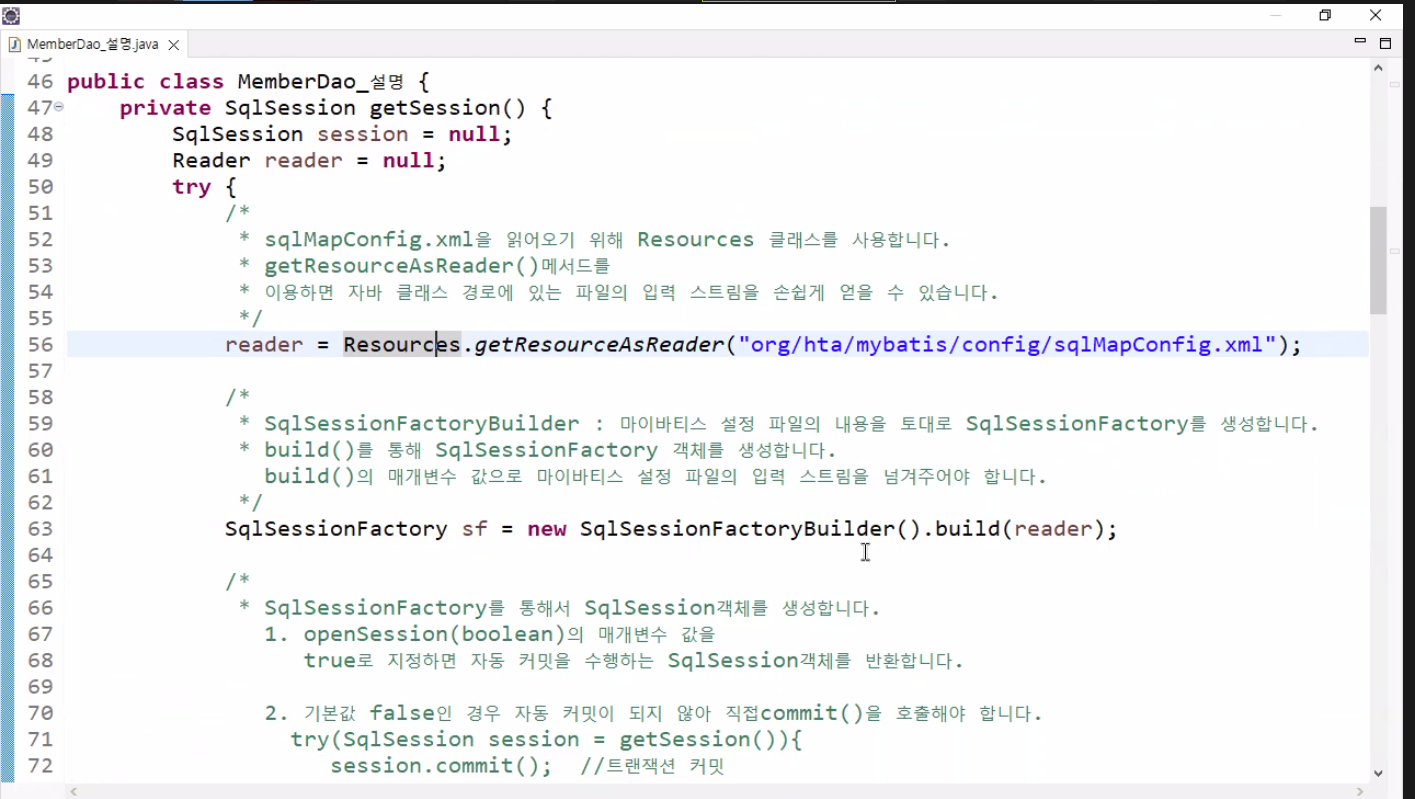 MemberDao_설명.java
46 public class MemberDao_설명 {
47 private SqlSession getSession() {
48 SqlSession session = null;
49 Reader reader = null;
50 try {
51 /*
52 * sqlMapConfig.xml을 읽어오기 위해 Resources 클래스를 사용합니다.
53 * getResourceAsReader()메서드를
54 * 이용하면 자바 클래스 경로에 있는 파일의 입력 스트림을 손쉽게 얻을 수 있습니다.
55 */
56 reader = Resources.getResourceAsReader("org/hta/mybatis/config/sqlMapConfig.xml");
57
58 /*
59 * SqlSessionFactoryBuilder : 마이바티스 설정 파일의 내용을 토대로 SqlSessionFactory를 생성합니다.
60 * build()를 통해 SqlSessionFactory 객체를 생성합니다.
61 build()의 매개변수 값으로 마이바티스 설정 파일의 입력 스트림을 넘겨주어야 합니다.
62 */
63 SqlSessionFactory sf = new SqlSessionFactoryBuilder().build(reader);
64
65 /*
66 * SqlSessionFactory를 통해서 SqlSession객체를 생성합니다.
67 1. openSession(boolean)의 매개변수 값을
68 true로 지정하면 자동 커밋을 수행하는 SqlSession객체를 반환합니다.
69
70 2. 기본값 false인 경우 자동 커밋이 되지 않아 직접commit()을 호출해야 합니다.
71 try(SqlSession session = getSession()){
72 session.commit(); //트랜잭션 커밋